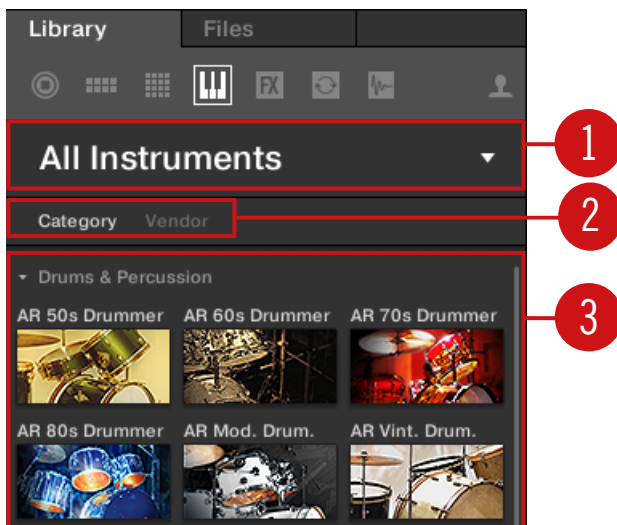 Library Files
FX
All Instruments
1
Category Vendor
2
Drums & Percussion
3
AR 50s Drummer AR 60s Drummer AR 70s Drummer
AR 80s Drummer AR Mod. Drum. AR Vint. Drum.